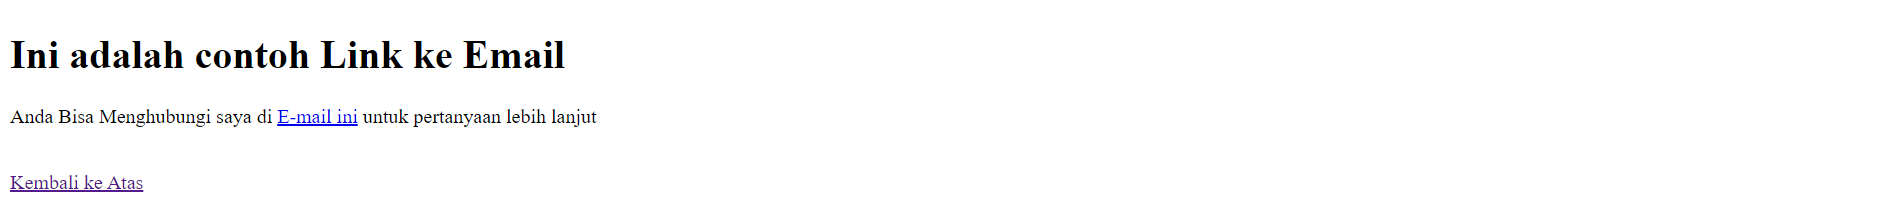 Ini adalah contoh Link ke Email
Anda Bisa Menghubungi saya di E-mail ini untuk pertanyaan lebih lanjut
Kembali ke Atas